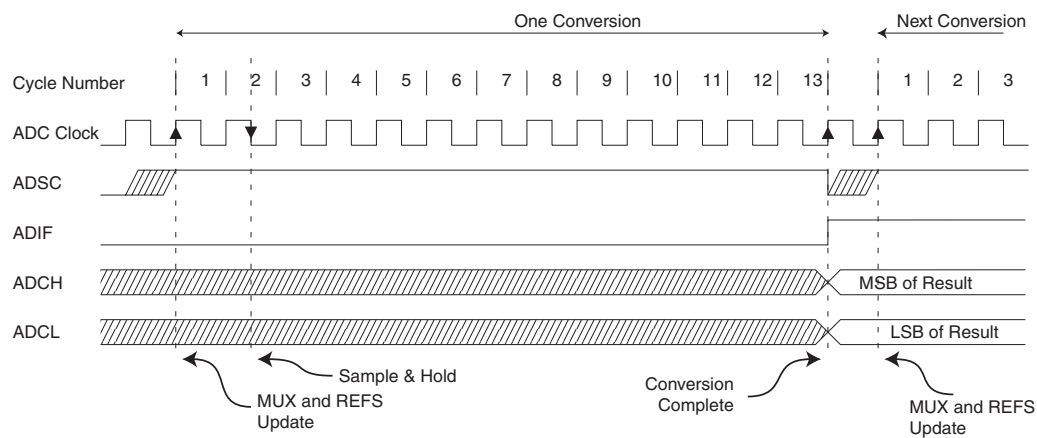 One Conversion
Next Conversion
Cycle Number 1 2 3 4 5 6 7 8 9 10 11 12 13 1 2 3
ADC Clock
ADSC
ADIF
ADCH
MSB of Result
ADCL
LSB of Result
Sample & Hold
MUX and REFS
Update
Conversion
Complete
MUX and REFS
Update